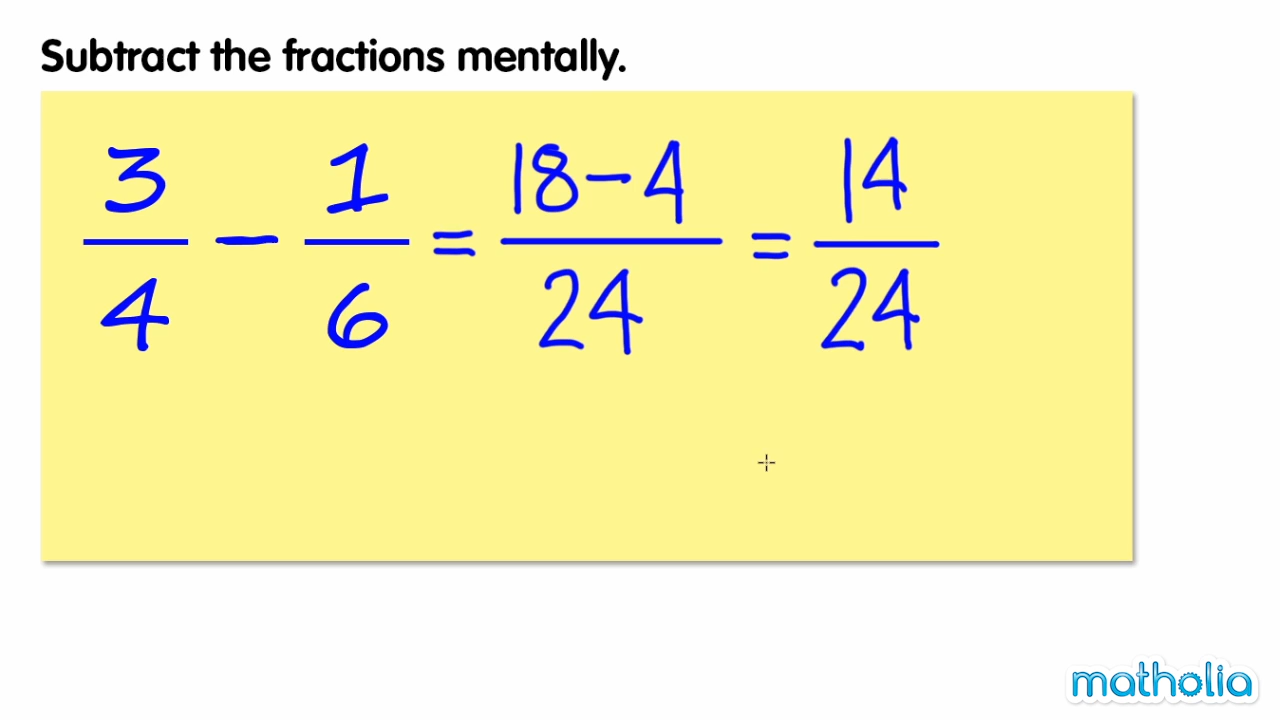 Subtract the fractions mentally.
3/4 − 1/6 = 18−4/24 = 14/24
matholia